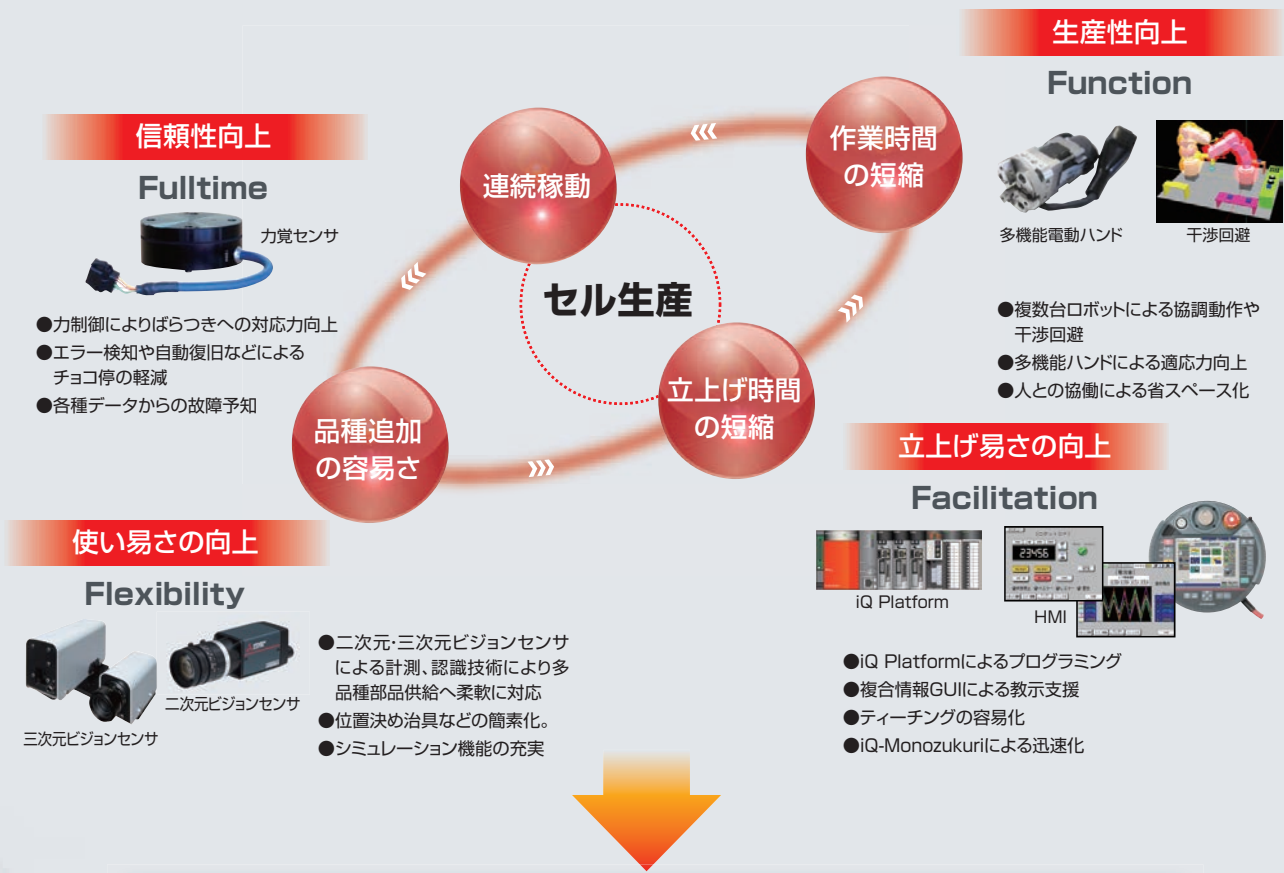 生産性向上
Function
多機能電動ハンド
干渉回避
●複数台ロボットによる協調動作や
干渉回避
●多機能ハンドによる適応力向上
●人との協働による省スペース化
信頼性向上
Fulltime
力覚センサ
●力制御によりばらつきへの対応力向上
●エラー検知や自動復旧などによる
チョコ停の軽減
●各種データからの故障予知
連続稼動
作業時間
の短縮
セル生産
立上げ時間
の短縮
品種追加
の容易さ
立上げ易さの向上
Facilitation
iQ Platform
23456
HMI
●iQ Platformによるプログラミング
●複合情報GUIによる教示支援
●ティーチングの容易化
●iQ-Monozukuriによる迅速化
使い易さの向上
Flexibility
二次元ビジョンセンサ
三次元ビジョンセンサ
●二次元・三次元ビジョンセンサ
による計測、認識技術により多
品種部品供給へ柔軟に対応
●位置決め治具などの簡素化。
●シミュレーション機能の充実